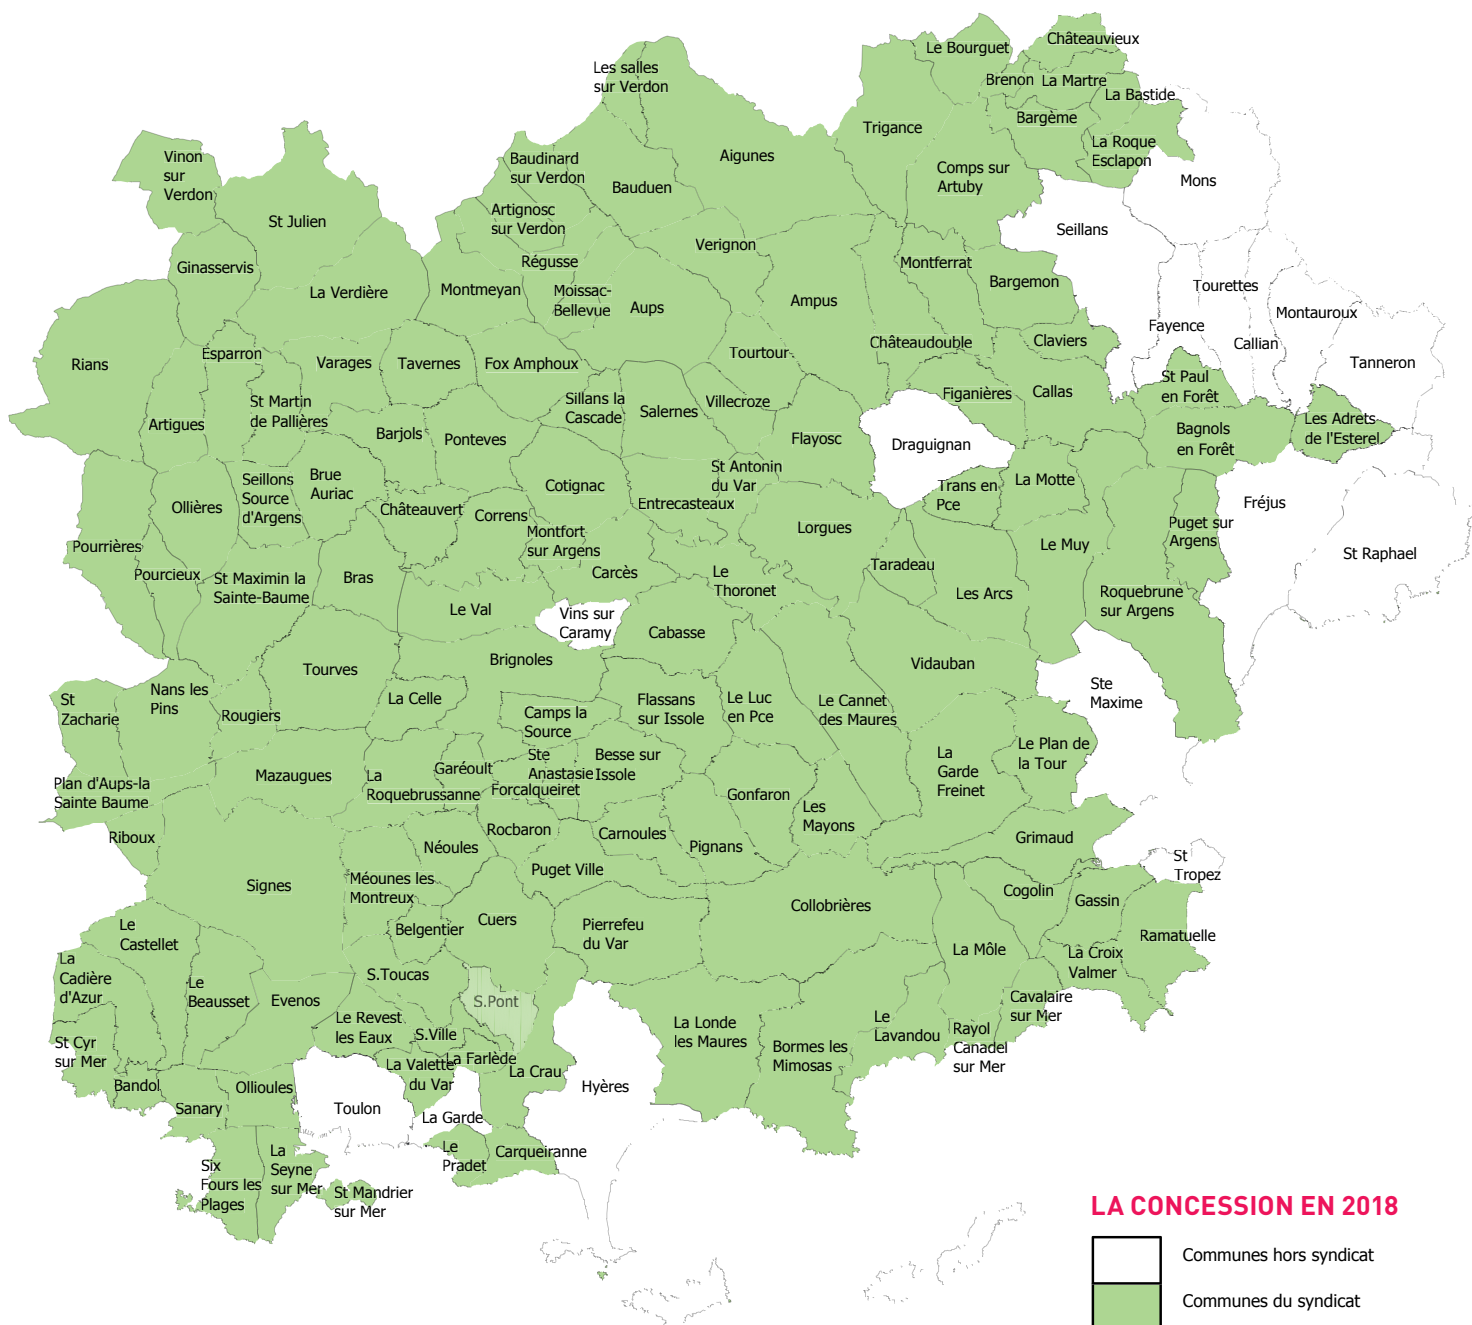 Châteauvieux
Le Bourguet
Les salles
sur Verdon
Brenon
La Martre
La Bastide
Bargème
Trigance
La Roque
Esclapon
Vinon
sur
Verdon
Baudinard
sur Verdon
Bauduen
Aigunes
Comps sur
Artuby
Mons
St Julien
Artignosc
sur Verdon
Verignon
Seillans
Ginasservis
Régusse
Montferrat
Bargemon
La Verdière
Montmeyan
Moissac-
Bellevue
Aups
Ampus
Tourettes
Montauroux
Fayence
Callian
Tanneron
Rians
Esparron
Varages
Tavernes
Fox Amphoux
Tourtour
Châteaudouble
Claviers
St Paul
en Forêt
St Martin
de Pallières
Sillans la
Cascade
Salernes
Villecroze
Figanières
Callas
Artigues
Barjols
Ponteves
Flayosc
Draguignan
Bagnols
en Forêt
Les Adrets
de l'Esterel
Ollières
Seillons
Source
d'Argens
Brue
Auriac
Châteauvert
Correns
Cotignac
St Antonin
du Var
Entrecasteaux
Trans en
Pce
La Motte
Fréjus
Pourrières
Pourcieux
St Maximin la
Sainte-Baume
Bras
Montfort
sur Argens
Lorgues
Le Muy
Puget sur
Argens
St Raphael
Carcès
Le
Thoronet
Taradeau
Les Arcs
Roquebrune
sur Argens
Le Val
Vins sur
Caramy
Cabasse
Tourves
Brignoles
Vidauban
St
Zacharie
Nans les
Pins
Rougiers
La Celle
Camps la
Source
Flassans
sur Issole
Le Luc
en Pce
Le Cannet
des Maures
Ste
Maxime
Plan d'Aups-la
Sainte Baume
Mazaugues
La
Roquebrussanne
Garéoult
Ste
Anastasie
Forcalqueiret
Besse sur
Issole
Gonfaron
Les
Mayons
La
Garde
Freinet
Le Plan de
la Tour
Riboux
Néoules
Rocbaron
Carnoules
Pignans
Grimaud
Signes
Méounes les
Montreux
Puget Ville
St
Tropez
Belgentier
Cuers
Pierrefeu
du Var
Collobrières
Cogolin
Gassin
Ramatuelle
Le
Castellet
La
Cadière
d'Azur
Le
Beausset
Evenos
S.Toucas
S.Pont
La Môle
La Croix
Valmer
St Cyr
sur Mer
Le Revest
les Eaux
S.Ville
La Londe
les Maures
Bormes les
Mimosas
Le
Lavandou
Rayol
Canadel
sur Mer
Cavalaire
sur Mer
Bandol
Sanary
Ollioules
Toulon
La Valette
du Var
La Farlède
La Crau
Hyères
La Garde
Le
Pradet
Carqueiranne
Six
Fours les
Plages
La
Seyne
sur Mer
St Mandrier
sur Mer
LA CONCESSION EN 2018
Communes hors syndicat
Communes du syndicat